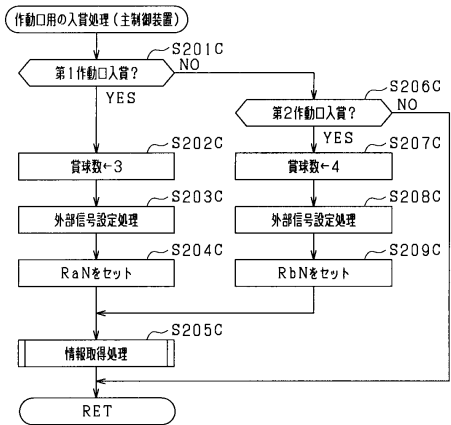 作動口用の入賞処理(主制御装置)
S201C
第1作動口入賞?
NO
YES
S206C
第2作動口入賞?
NO
YES
S202C
賞球数←3
S207C
賞球数←4
S203C
外部信号設定処理
S208C
外部信号設定処理
S204C
RaNをセット
S209C
RbNをセット
S205C
情報取得処理
RET